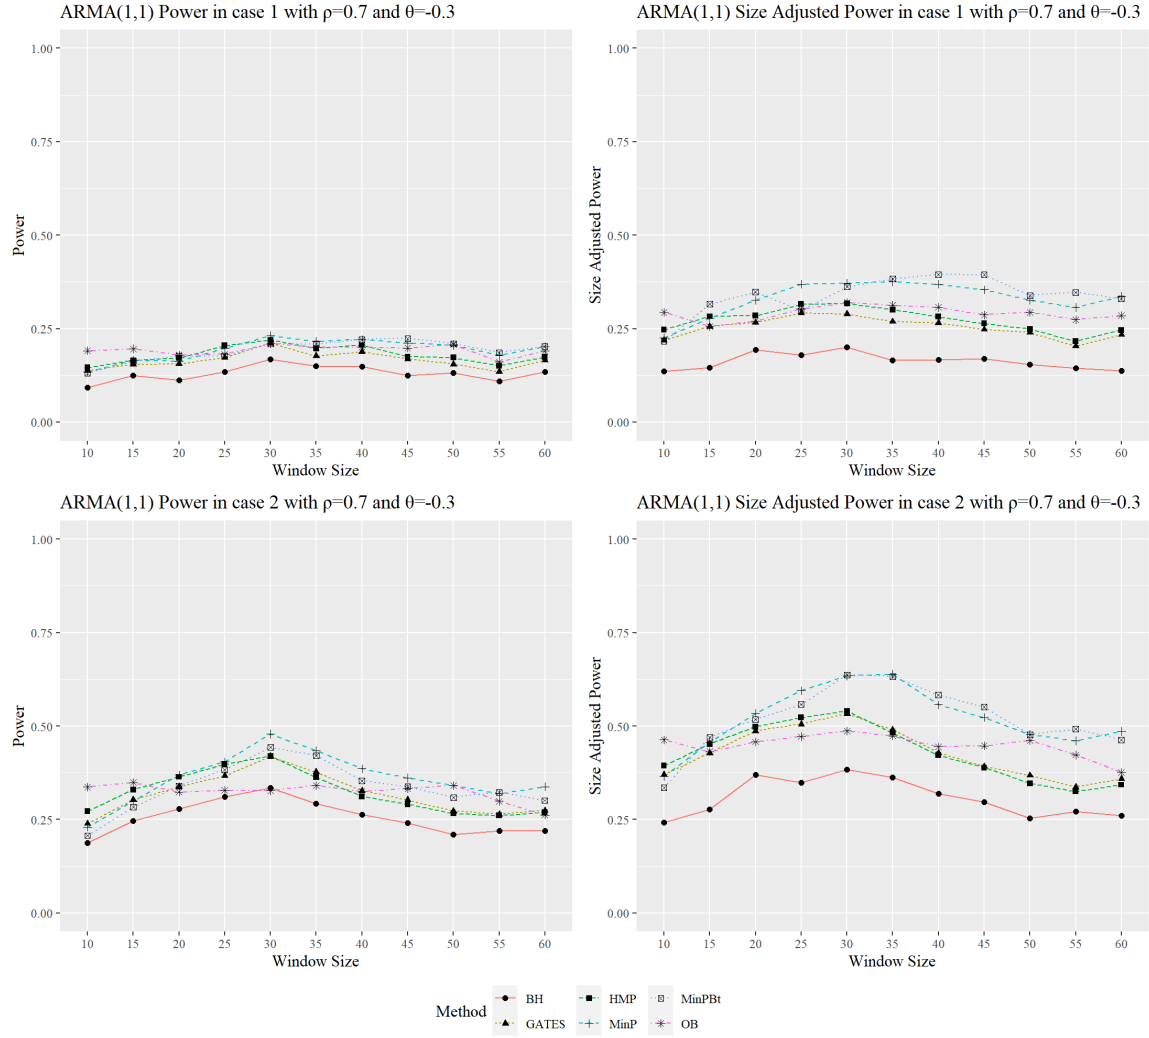 ARMA(1,1) Power in case 1 with ρ=0.7 and θ=-0.3
1.00
0.75
0.50
0.25
0.00
Power
10 15 20 25 30 35 40 45 50 55 60
Window Size
ARMA(1,1) Size Adjusted Power in case 1 with ρ=0.7 and θ=-0.3
1.00
0.75
0.50
0.25
0.00
Size Adjusted Power
10 15 20 25 30 35 40 45 50 55 60
Window Size
ARMA(1,1) Power in case 2 with ρ=0.7 and θ=-0.3
1.00
0.75
0.50
0.25
0.00
Power
10 15 20 25 30 35 40 45 50 55 60
Window Size
ARMA(1,1) Size Adjusted Power in case 2 with ρ=0.7 and θ=-0.3
1.00
0.75
0.50
0.25
0.00
Size Adjusted Power
10 15 20 25 30 35 40 45 50 55 60
Window Size
Method
BH HMP MinPBt
GATES MinP OB